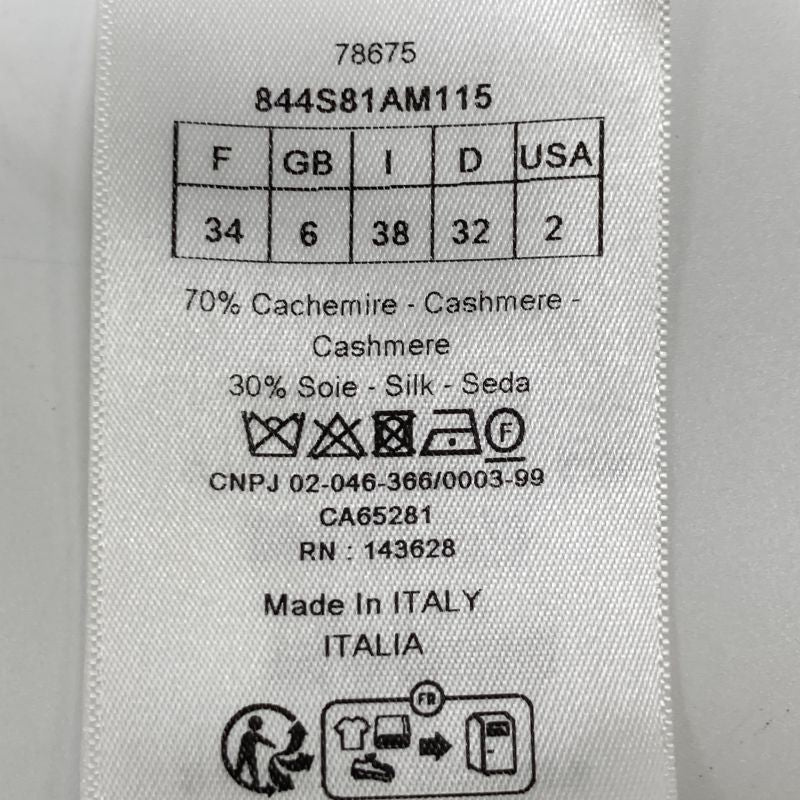 78675
844S81AM115
F GB I D USA
34 6 38 32 2
70% Cachemire - Cashmere -
Cashmere
30% Soie - Silk - Seda
F
CNPJ 02-046-366/0003-99
CA65281
RN : 143628
Made In ITALY
ITALIA
FR